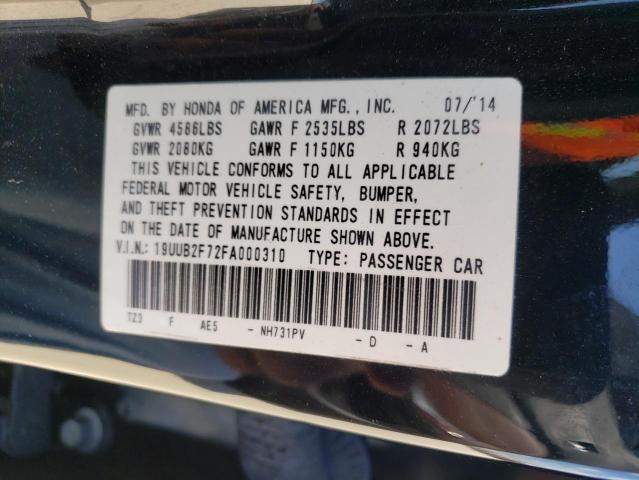 MFD. BY HONDA OF AMERICA MFG., INC. 07/'14
GVWR 4586LBS GAWR F 2535LBS R 2072LBS
GVWR 2080KG GAWR F 1150KG R 940KG
THIS VEHICLE CONFORMS TO ALL APPLICABLE
FEDERAL MOTOR VEHICLE SAFETY, BUMPER,
AND THEFT PREVENTION STANDARDS IN EFFECT
ON THE DATE OF MANUFACTURE SHOWN ABOVE.
V.I.N.: 19UUB2F72FA000310 TYPE: PASSENGER CAR
TZ3 F AE5 - NH731PV - D - A